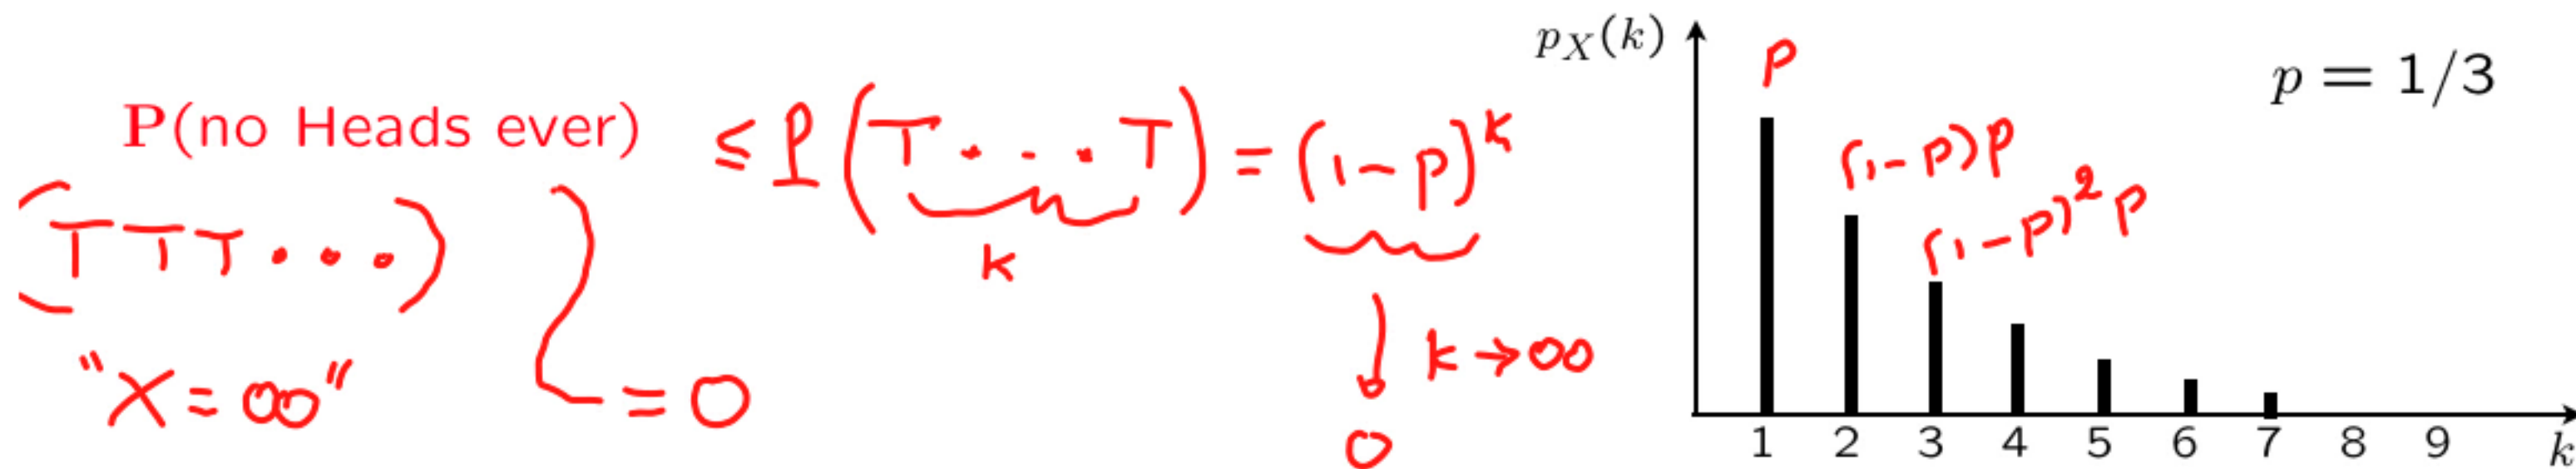 P(no Heads ever) ≤ P(T . . . T) = (1-p)^k
k
(T T T . . .)
"X = ∞"
= 0
k → ∞
0
p_X(k)
p = 1/3
p
(1-p)p
(1-p)^2 p
1 2 3 4 5 6 7 8 9 k